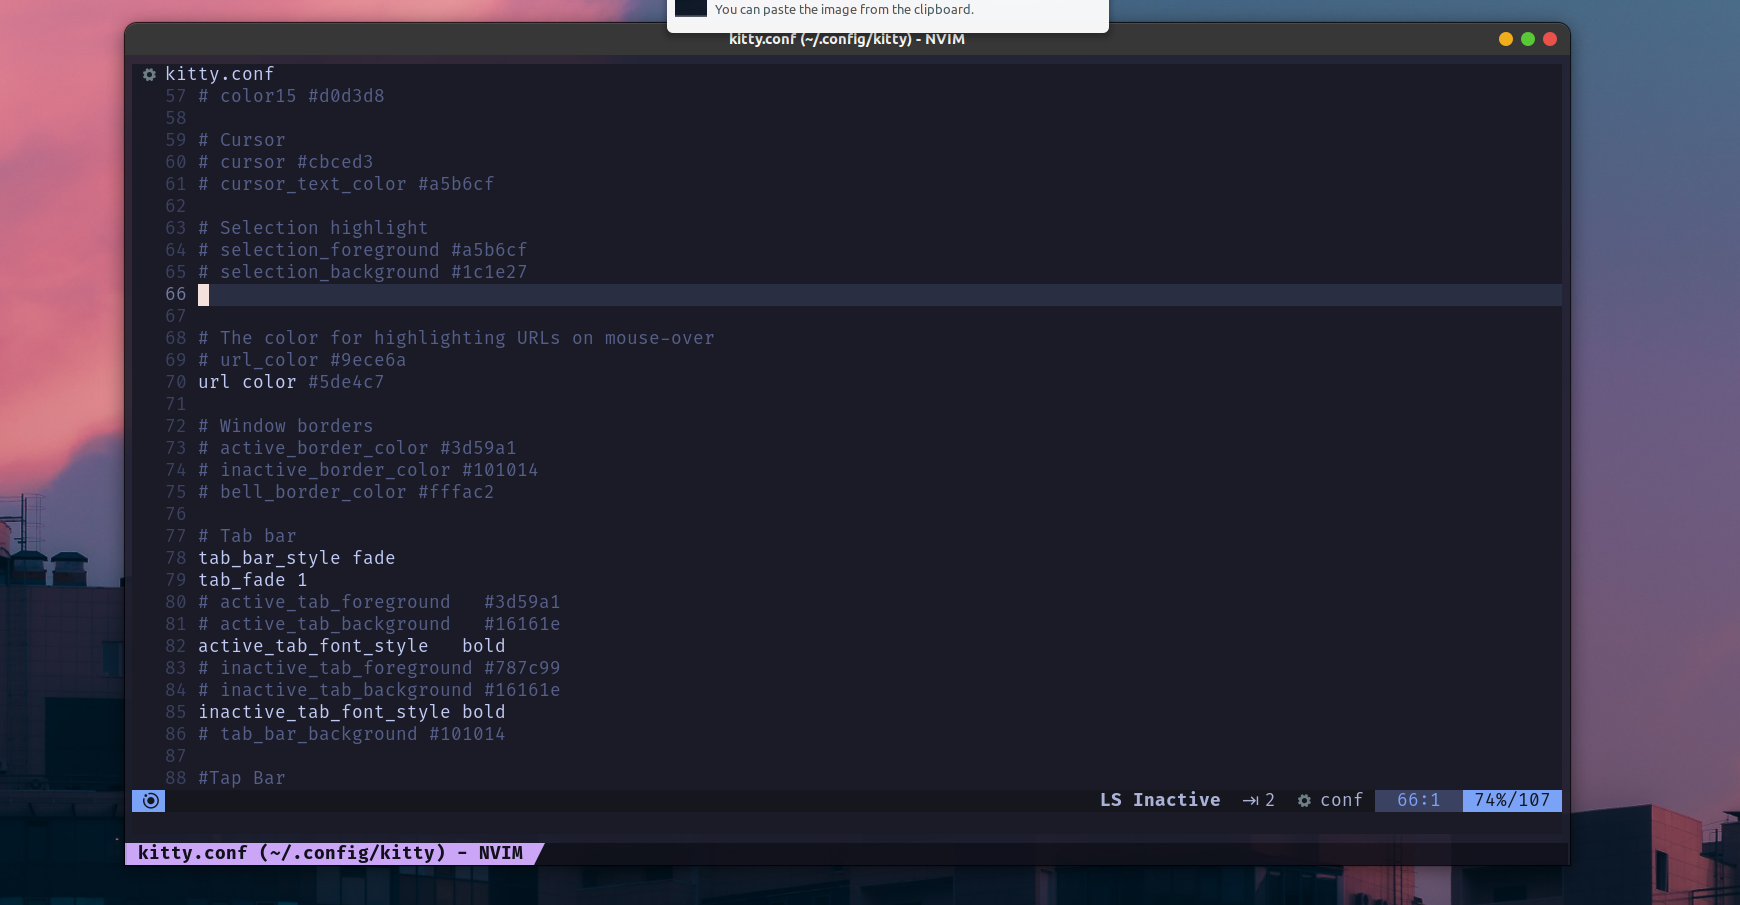 You can paste the image from the clipboard.
kitty.conf (~/.config/kitty) - NVIM
kitty.conf
57 # color15 #d0d3d8
58
59 # Cursor
60 # cursor #cbced3
61 # cursor_text_color #a5b6cf
62
63 # Selection highlight
64 # selection_foreground #a5b6cf
65 # selection_background #1c1e27
66
67
68 # The color for highlighting URLs on mouse-over
69 # url_color #9ece6a
70 url color #5de4c7
71
72 # Window borders
73 # active_border_color #3d59a1
74 # inactive_border_color #101014
75 # bell_border_color #fffac2
76
77 # Tab bar
78 tab_bar_style fade
79 tab_fade 1
80 # active_tab_foreground   #3d59a1
81 # active_tab_background   #16161e
82 active_tab_font_style   bold
83 # inactive_tab_foreground #787c99
84 # inactive_tab_background #16161e
85 inactive_tab_font_style bold
86 # tab_bar_background #101014
87
88 #Tap Bar
LS Inactive ⇥ 2 conf 66:1 74%/107
kitty.conf (~/.config/kitty) - NVIM